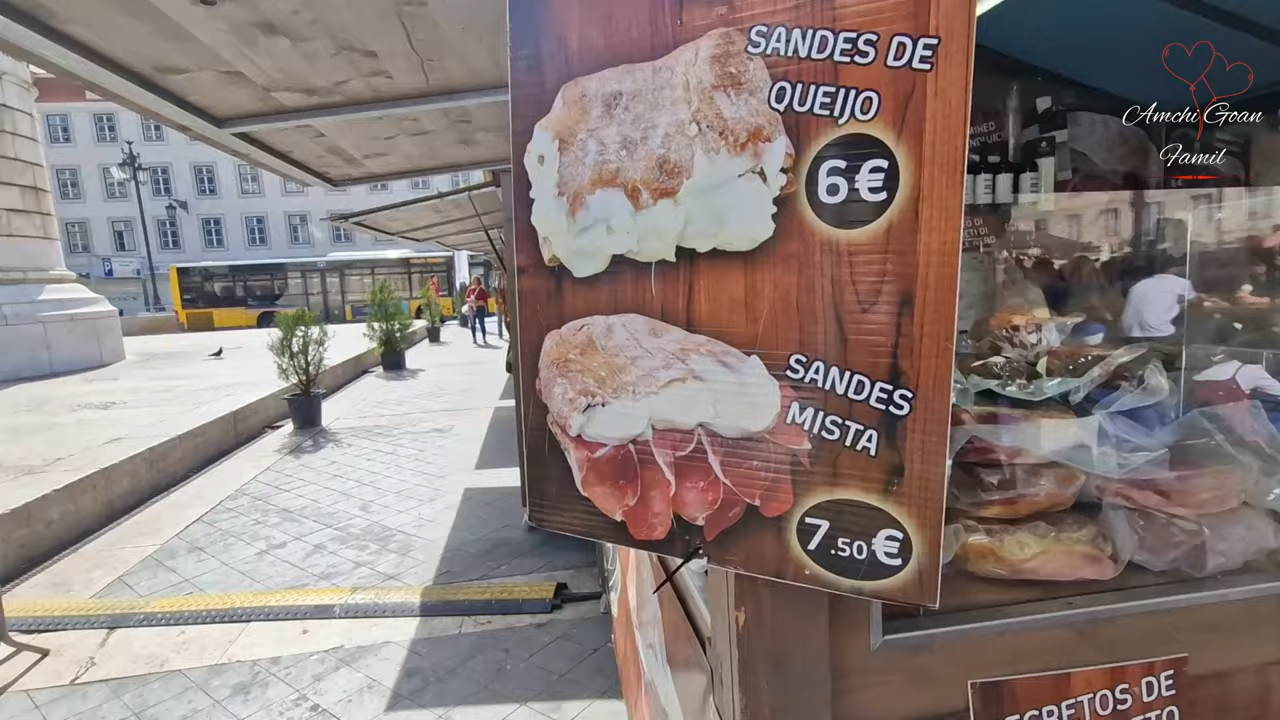 SANDES DE
QUEIJO
6€
SANDES
MISTA
7.50€
Amchi Goan
Famil
P